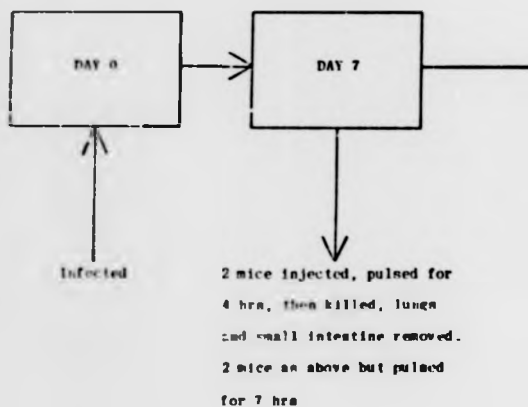 DAY 0
DAY 7
Infected
2 mice injected, pulsed for
4 hrs, then killed, lungs
and small intestine removed.
2 mice as above but pulsed
for 7 hrs